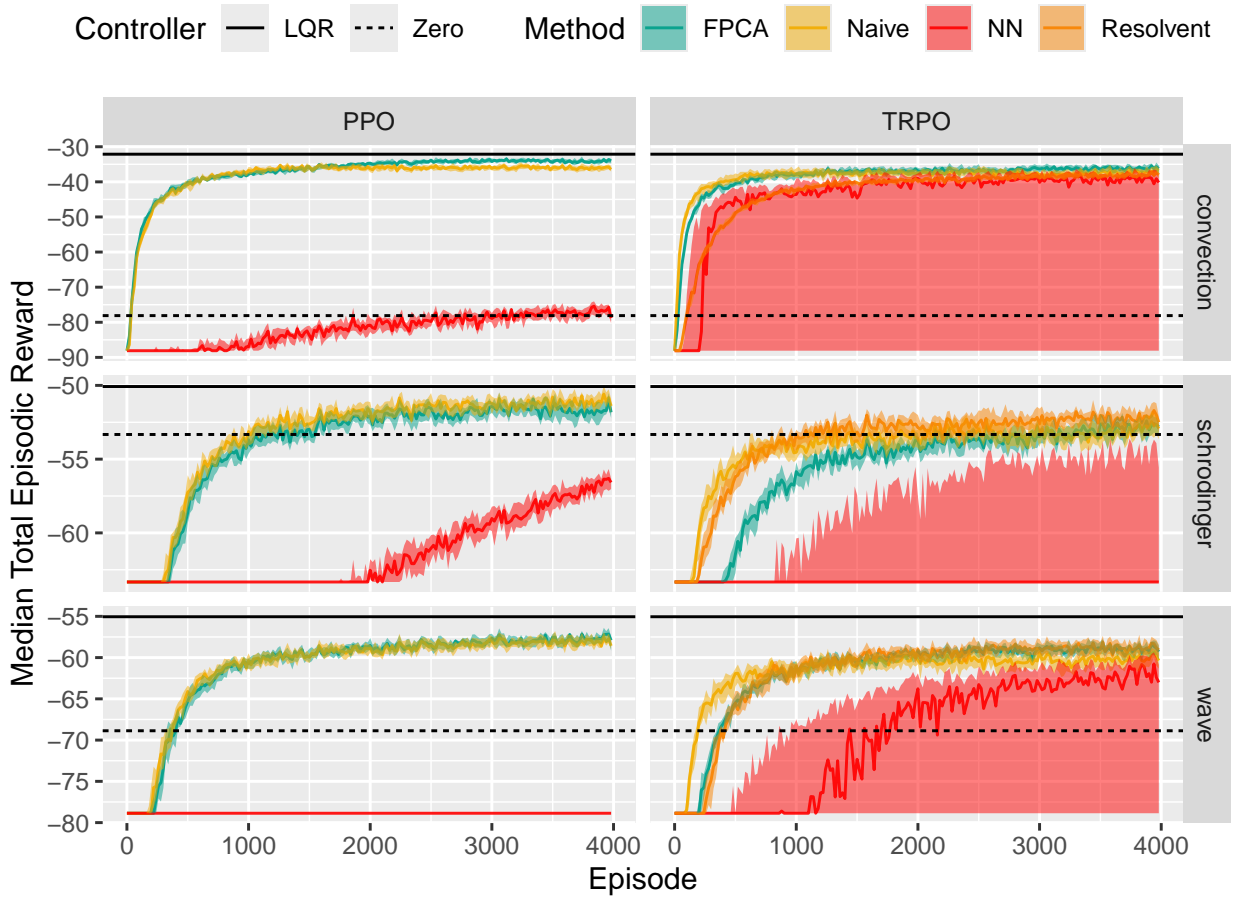 Controller LQR Zero Method FPCA Naive NN Resolvent
PPO TRPO
−30
−40
−50
−60
−70
−80
−90
convection
−50
−55
−60
schrodinger
−55
−60
−65
−70
−75
−80
wave
Median Total Episodic Reward
0 1000 2000 3000 4000 0 1000 2000 3000 4000
Episode